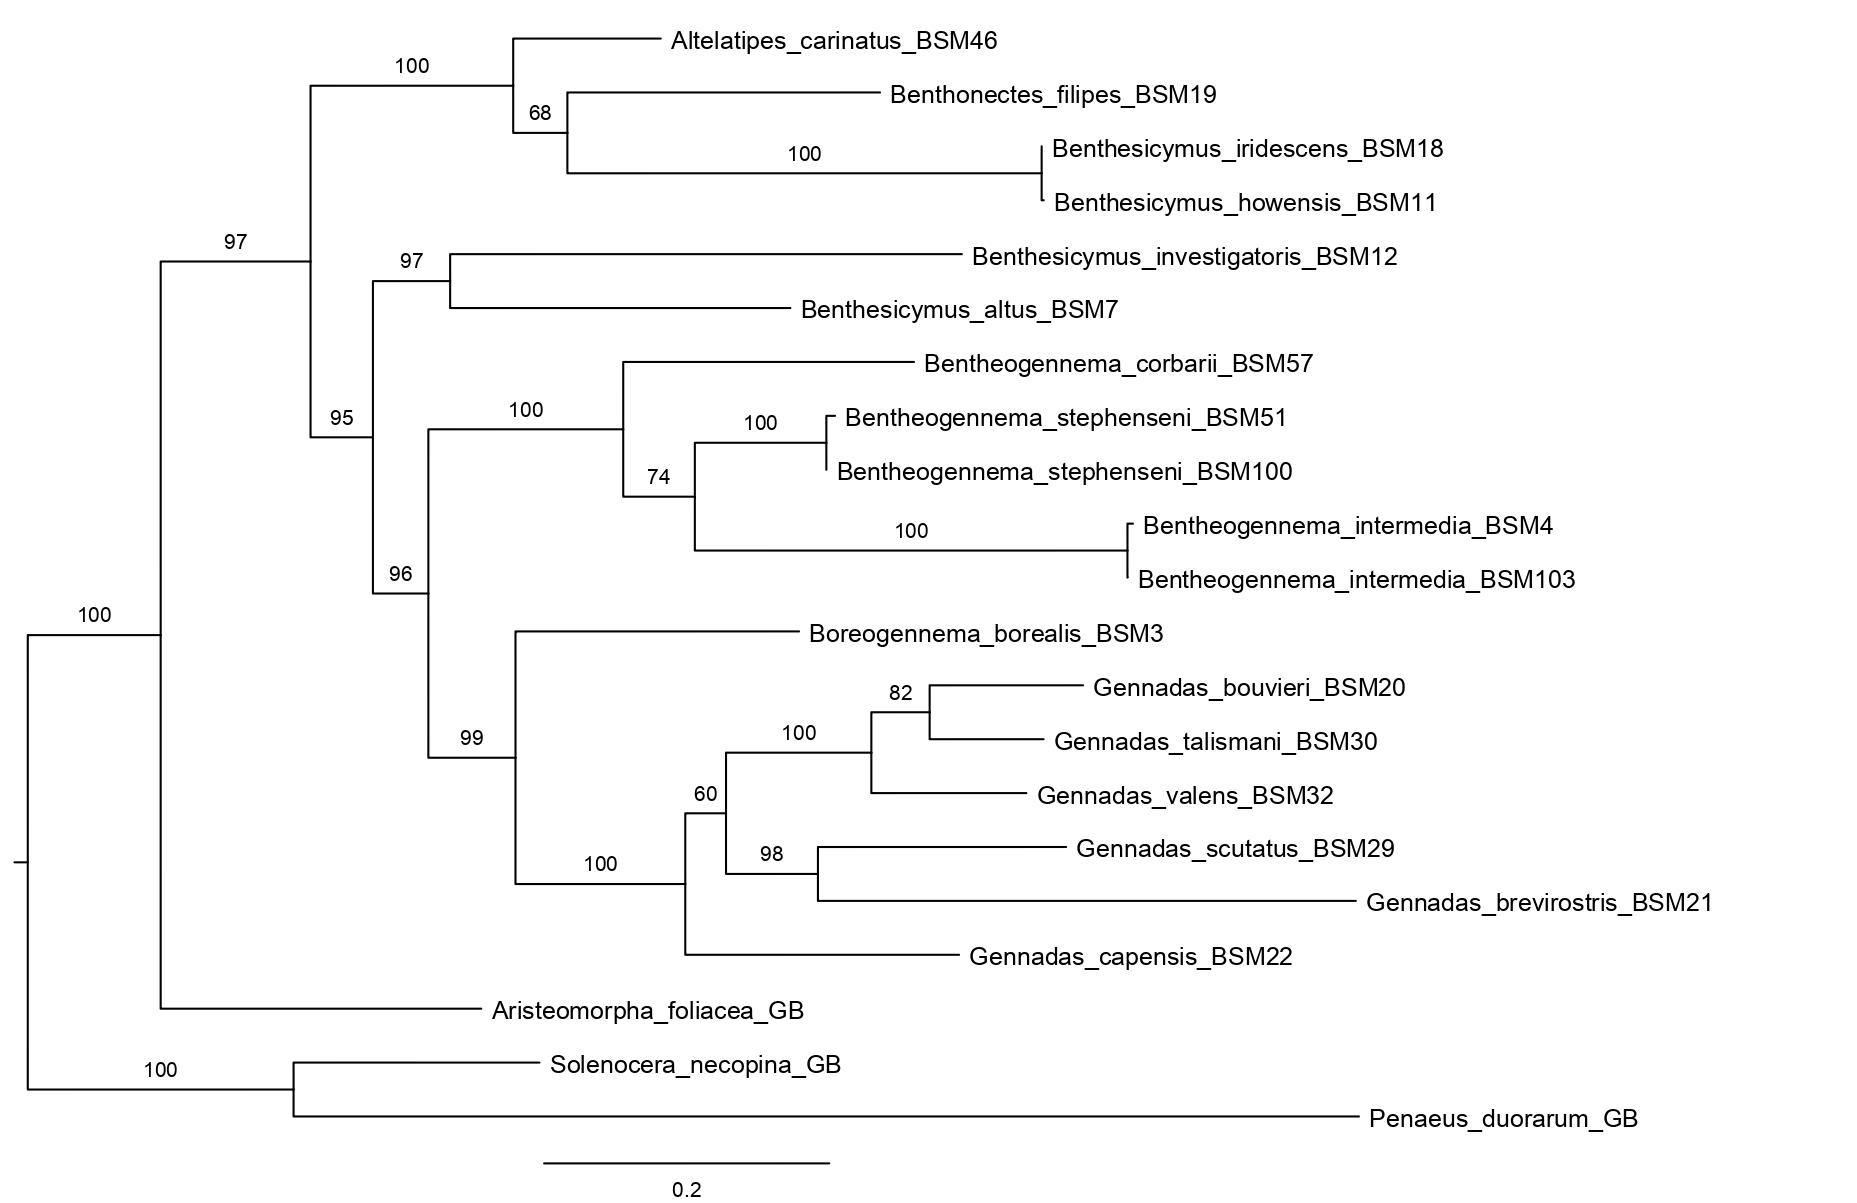 Altelatipes_carinatus_BSM46
100
Benthonectes_filipes_BSM19
68
Benthesicymus_iridescens_BSM18
100
Benthesicymus_howensis_BSM11
97
Benthesicymus_investigatoris_BSM12
97
Benthesicymus_altus_BSM7
Bentheogennema_corbarii_BSM57
95
100
Bentheogennema_stephenseni_BSM51
100
Bentheogennema_stephenseni_BSM100
74
Bentheogennema_intermedia_BSM4
100
Bentheogennema_intermedia_BSM103
96
100
Boreogennema_borealis_BSM3
Gennadas_bouvieri_BSM20
82
Gennadas_talismani_BSM30
100
99
Gennadas_valens_BSM32
60
Gennadas_scutatus_BSM29
98
100
Gennadas_brevirostris_BSM21
Gennadas_capensis_BSM22
Aristeomorpha_foliacea_GB
Solenocera_necopina_GB
100
Penaeus_duorarum_GB
0.2